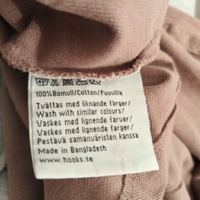 100%Bomull/Cotton/Puuvilla
Tvättas med liknande färger/
Wash with similar colours/
Vaskes med lignende farver/
Vaskes med lignende farger/
Pestävä samanväristen kanssa
Made in Bangladesh
www.hooks.se